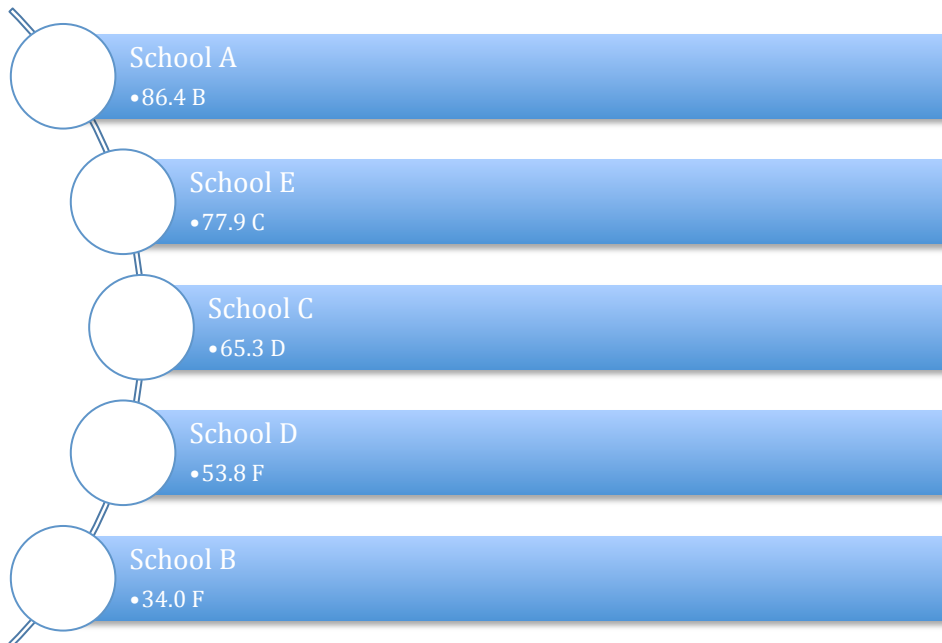 School A
•86.4 B
School E
•77.9 C
School C
•65.3 D
School D
•53.8 F
School B
•34.0 F